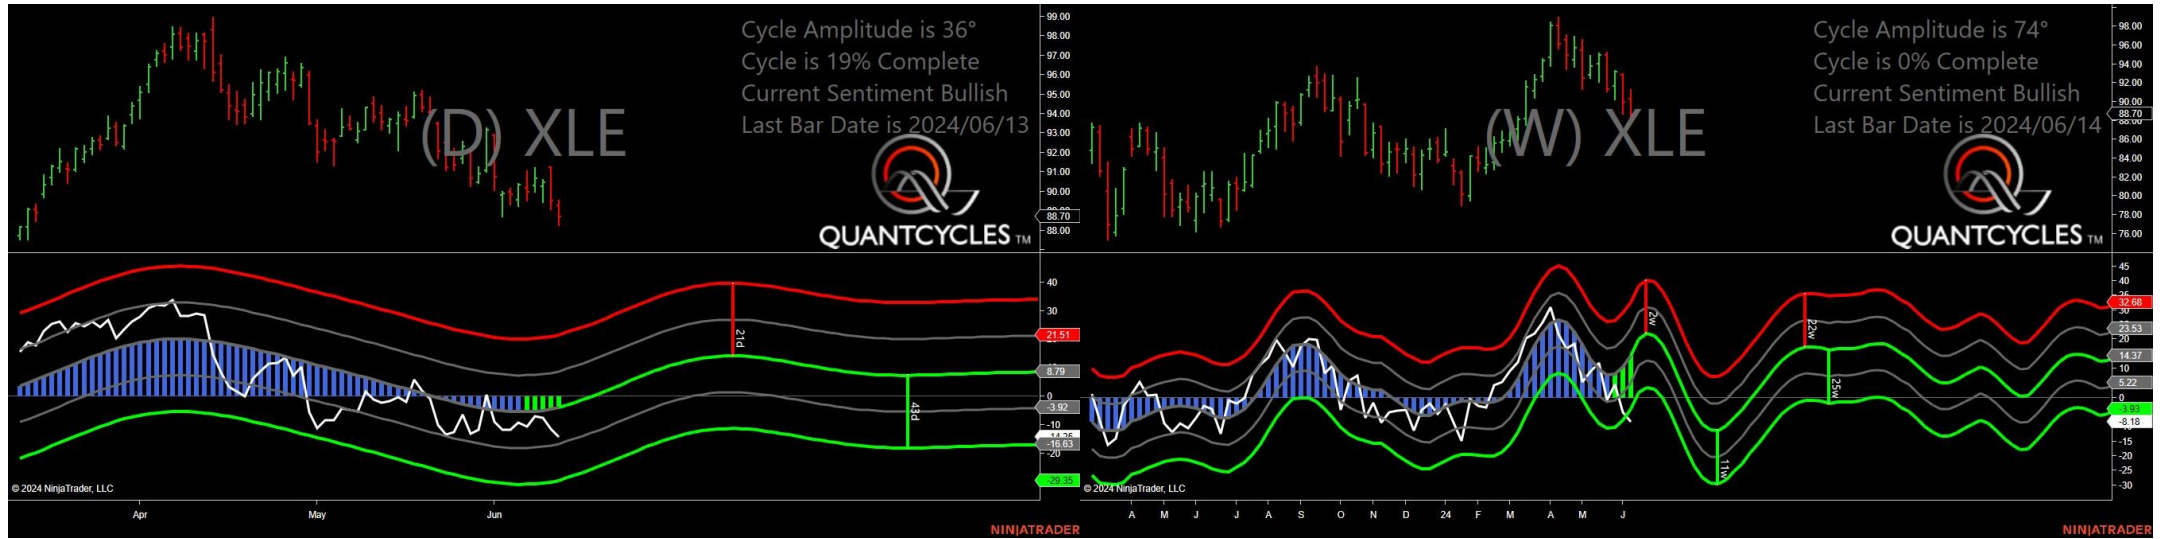 Cycle Amplitude is 36°
Cycle is 19% Complete
Current Sentiment Bullish
Last Bar Date is 2024/06/13
(D) XLE
QUANTCYCLES TM
99.00
98.00
97.00
96.00
95.00
94.00
93.00
92.00
91.00
90.00
88.70
88.00
40
30
21.51
10
8.79
0
-3.92
-10
-16.63
-20
-29.35
21d
43d
© 2024 NinjaTrader, LLC
Apr May Jun
NINJATRADER
Cycle Amplitude is 74°
Cycle is 0% Complete
Current Sentiment Bullish
Last Bar Date is 2024/06/14
(W) XLE
QUANTCYCLES TM
98.00
96.00
94.00
92.00
90.00
88.70
86.00
84.00
82.00
80.00
78.00
76.00
45
40
32.68
30
23.53
20
14.37
10
5.22
0
-3.93
-8.18
-15
-20
-25
-30
2w
11w
22w
25w
© 2024 NinjaTrader, LLC
A M J J A S O N D 24 F M A M J
NINJATRADER